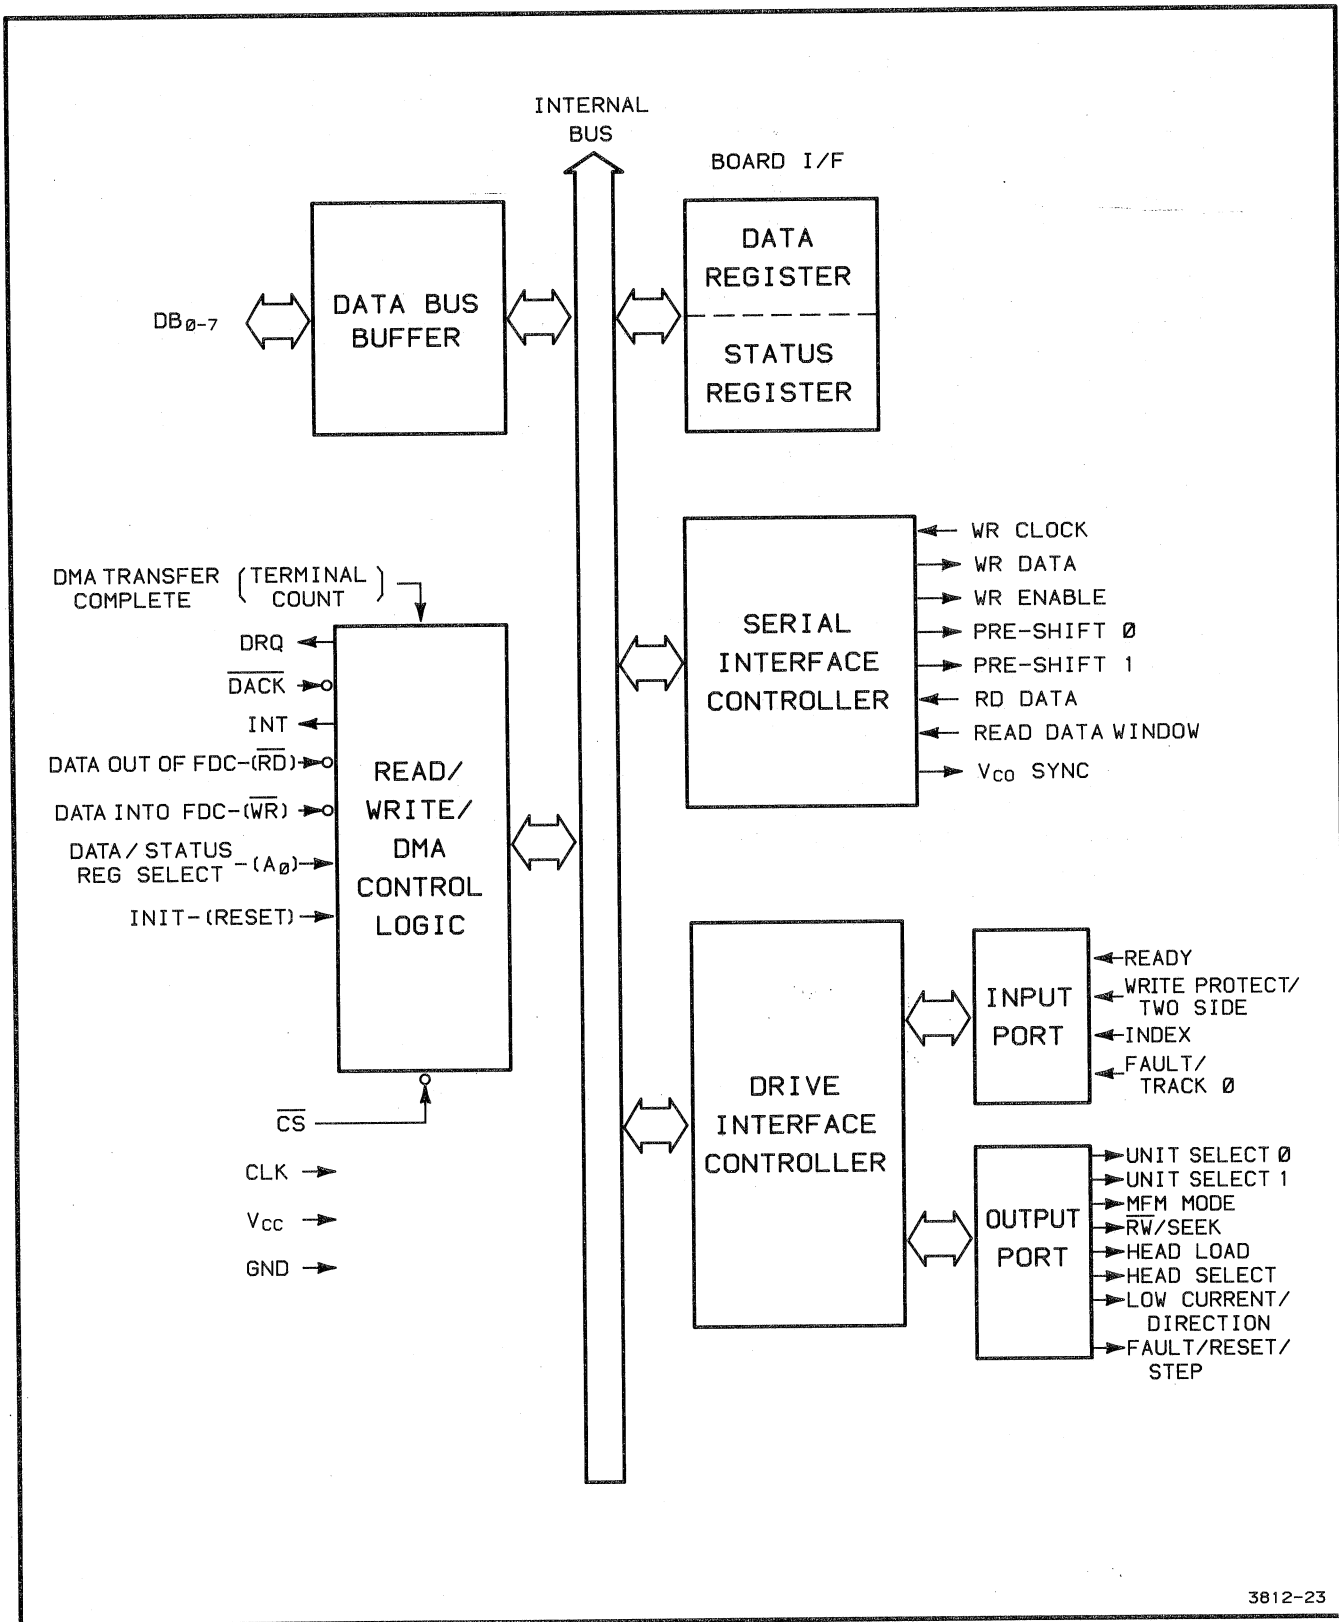 INTERNAL
BUS
BOARD I/F
DATA
REGISTER
STATUS
REGISTER
DB0-7
DATA BUS
BUFFER
DMA TRANSFER
COMPLETE
(TERMINAL
COUNT)
DRQ
D̅A̅C̅K̅
INT
DATA OUT OF FDC-(R̅D̅)
DATA INTO FDC-(W̅R̅)
DATA/STATUS
REG SELECT -(A0)
INIT-(RESET)
READ/
WRITE/
DMA
CONTROL
LOGIC
C̅S̅
CLK
VCC
GND
SERIAL
INTERFACE
CONTROLLER
WR CLOCK
WR DATA
WR ENABLE
PRE-SHIFT 0
PRE-SHIFT 1
RD DATA
READ DATA WINDOW
VCO SYNC
DRIVE
INTERFACE
CONTROLLER
INPUT
PORT
READY
WRITE PROTECT/
TWO SIDE
INDEX
FAULT/
TRACK 0
OUTPUT
PORT
UNIT SELECT 0
UNIT SELECT 1
MFM MODE
R̅W̅/SEEK
HEAD LOAD
HEAD SELECT
LOW CURRENT/
DIRECTION
FAULT/RESET/
STEP
3812-23